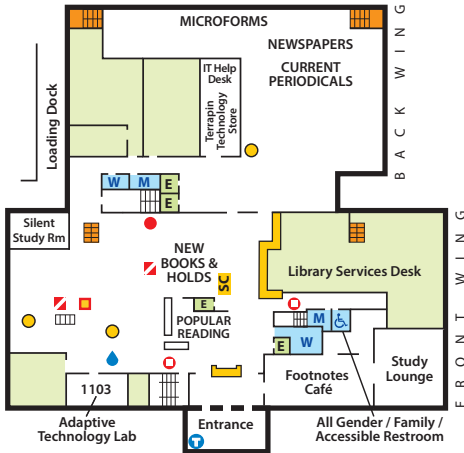 MICROFORMS
NEWSPAPERS
CURRENT
PERIODICALS
IT Help
Desk
Terrapin
Technology
Store
Loading Dock
BACK WING
W M E
E
Silent
Study Rm
NEW
BOOKS &
HOLDS
SC
Library Services Desk
FRONT WING
E
POPULAR
READING
M
W
E
Footnotes
Café
Study
Lounge
1103
Adaptive
Technology Lab
Entrance
T
All Gender / Family /
Accessible Restroom